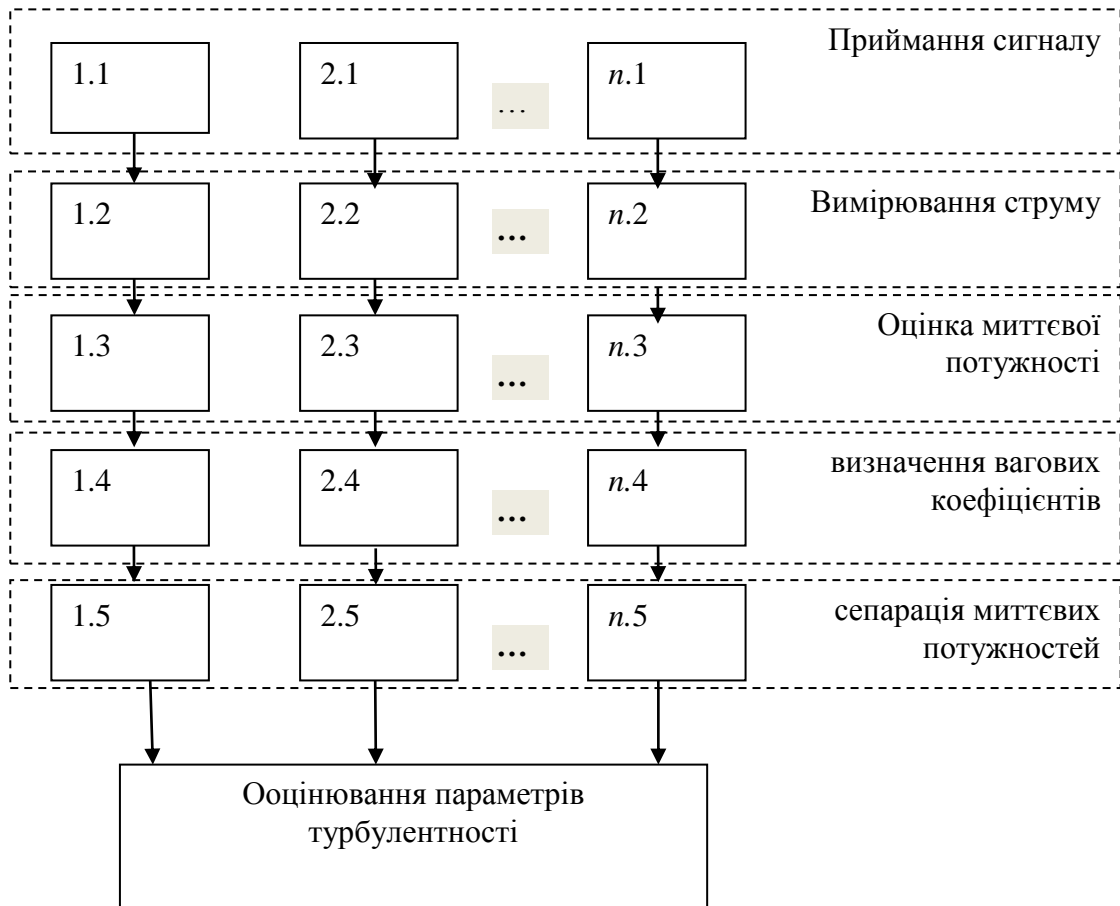 Приймання сигналу
1.1 2.1 … n.1
Вимірювання струму
1.2 2.2 ... n.2
Оцінка миттєвої
потужності
1.3 2.3 ... n.3
визначення вагових
коефіцієнтів
1.4 2.4 ... n.4
сепарація миттєвих
потужностей
1.5 2.5 ... n.5
Ооцінювання параметрів
турбулентності